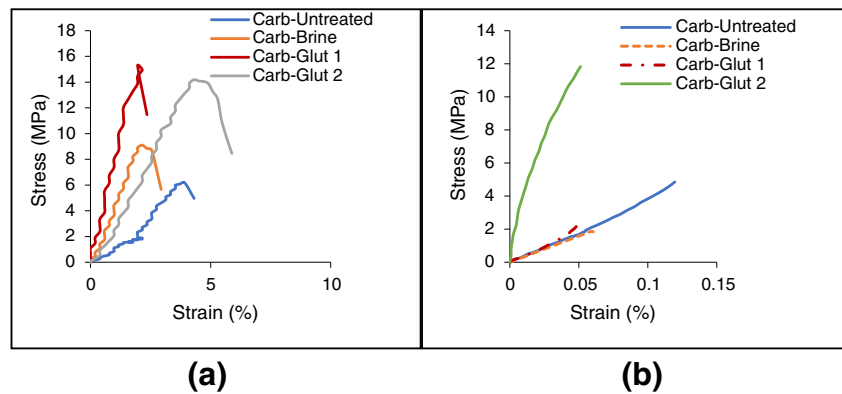 Carb-Untreated
Carb-Brine
Carb-Glut 1
Carb-Glut 2
Stress (MPa)
18
16
14
12
10
8
6
4
2
0
0
5
10
Strain (%)
(a)
Carb-Untreated
Carb-Brine
Carb-Glut 1
Carb-Glut 2
Stress (MPa)
14
12
10
8
6
4
2
0
0
0.05
0.1
0.15
Strain (%)
(b)